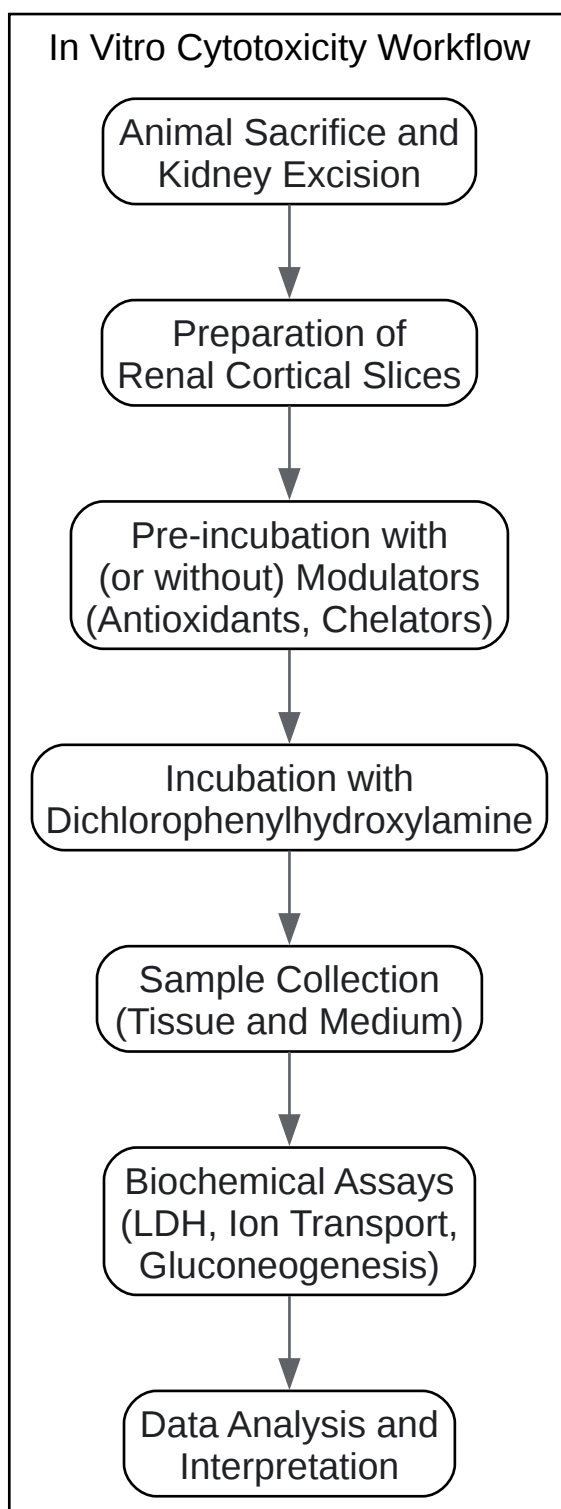 In Vitro Cytotoxicity Workflow
Animal Sacrifice and
Kidney Excision
Preparation of
Renal Cortical Slices
Pre-incubation with
(or without) Modulators
(Antioxidants, Chelators)
Incubation with
Dichlorophenylhydroxylamine
Sample Collection
(Tissue and Medium)
Biochemical Assays
(LDH, Ion Transport,
Gluconeogenesis)
Data Analysis and
Interpretation